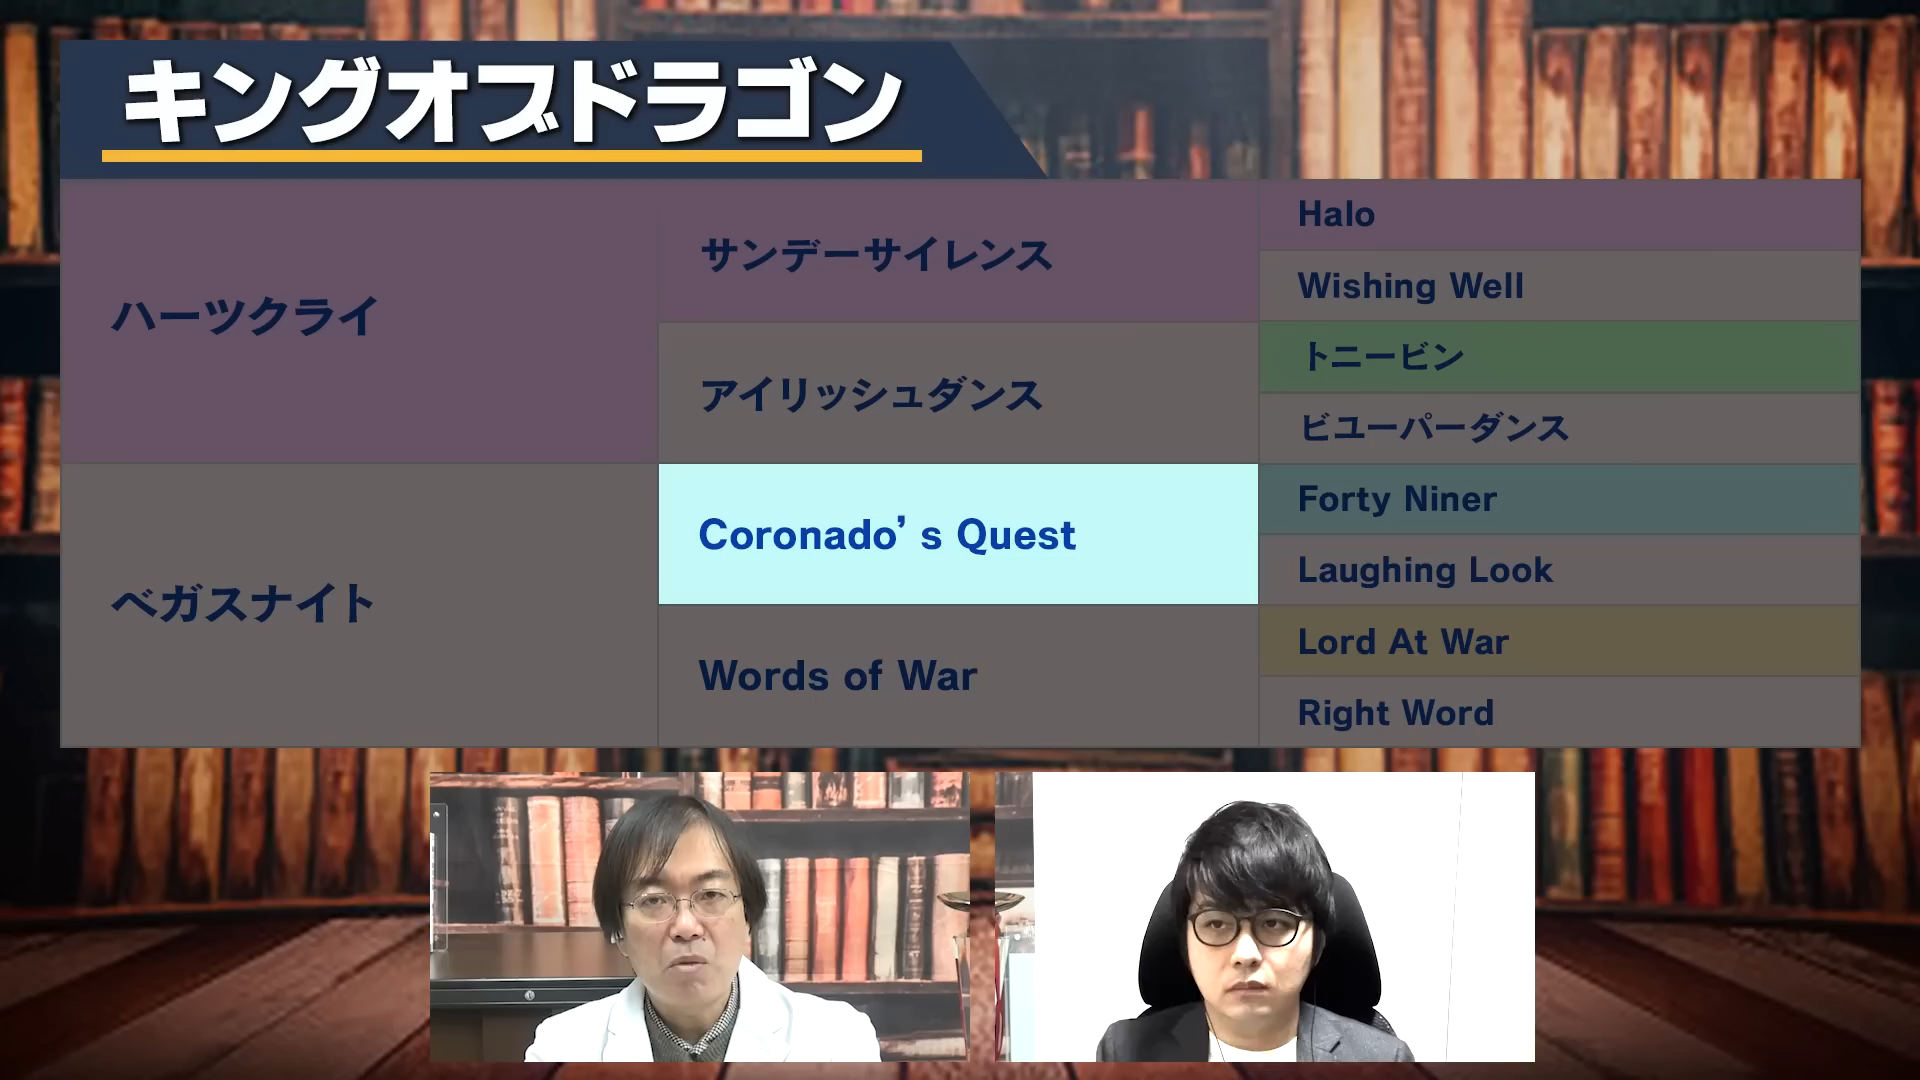 キングオブドラゴン
ハーツクライ
サンデーサイレンス
Halo
Wishing Well
アイリッシュダンス
トニービン
ビユーパーダンス
ベガスナイト
Coronado’s Quest
Forty Niner
Laughing Look
Words of War
Lord At War
Right Word